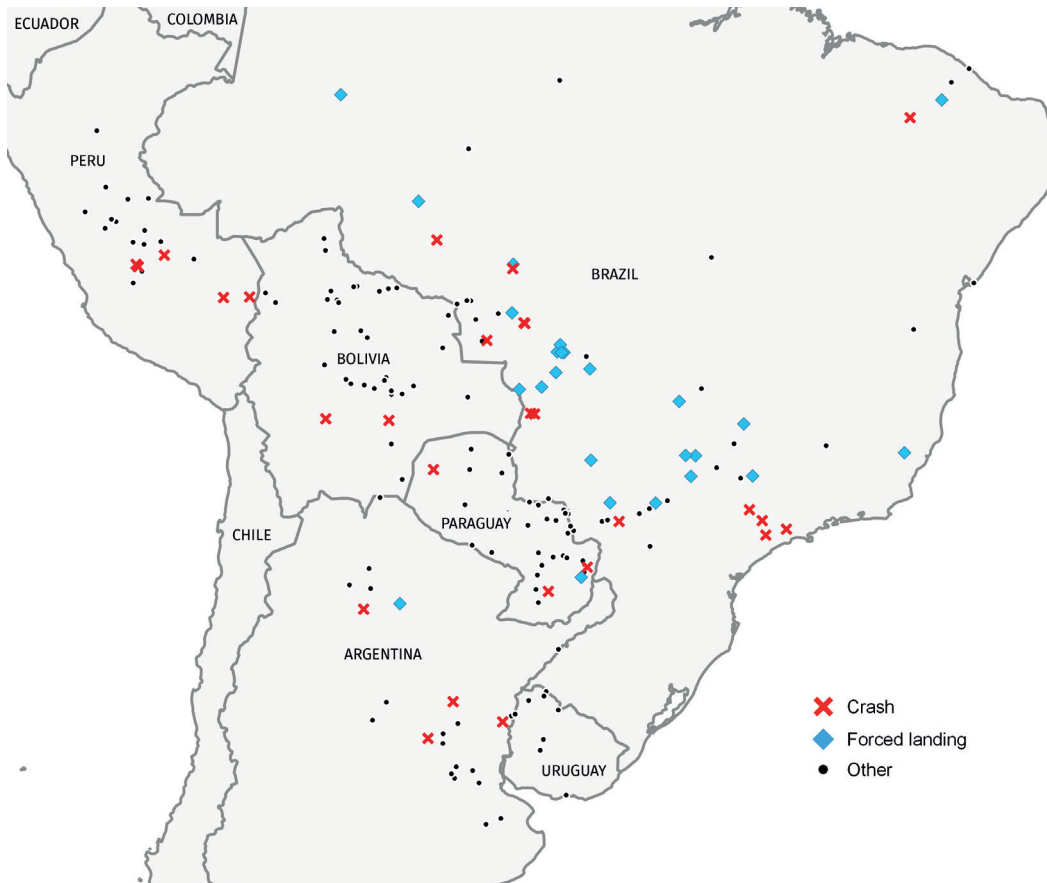 ECUADOR
COLOMBIA
PERU
BRAZIL
BOLIVIA
PARAGUAY
CHILE
ARGENTINA
URUGUAY
Crash
Forced landing
Other